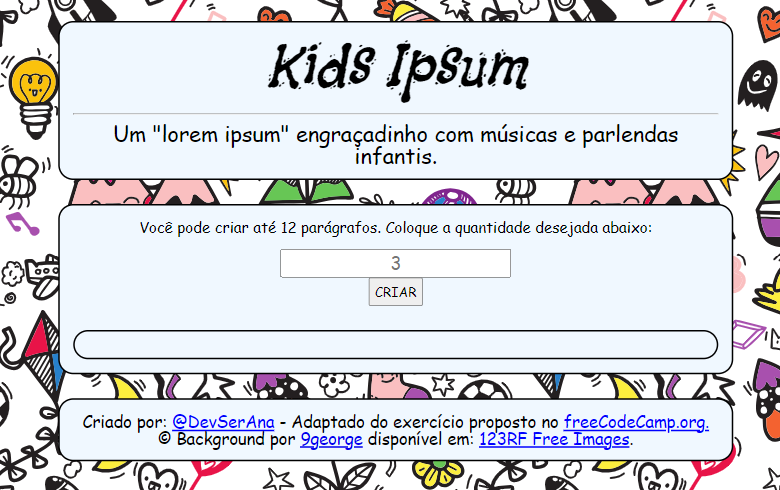 Kids Ipsum
Um "lorem ipsum" engraçadinho com músicas e parlendas
infantis.
Você pode criar até 12 parágrafos. Coloque a quantidade desejada abaixo:
3
CRIAR
Criado por: @DevSerAna - Adaptado do exercício proposto no freeCodeCamp.org.
© Background por 9george disponível em: 123RF Free Images.